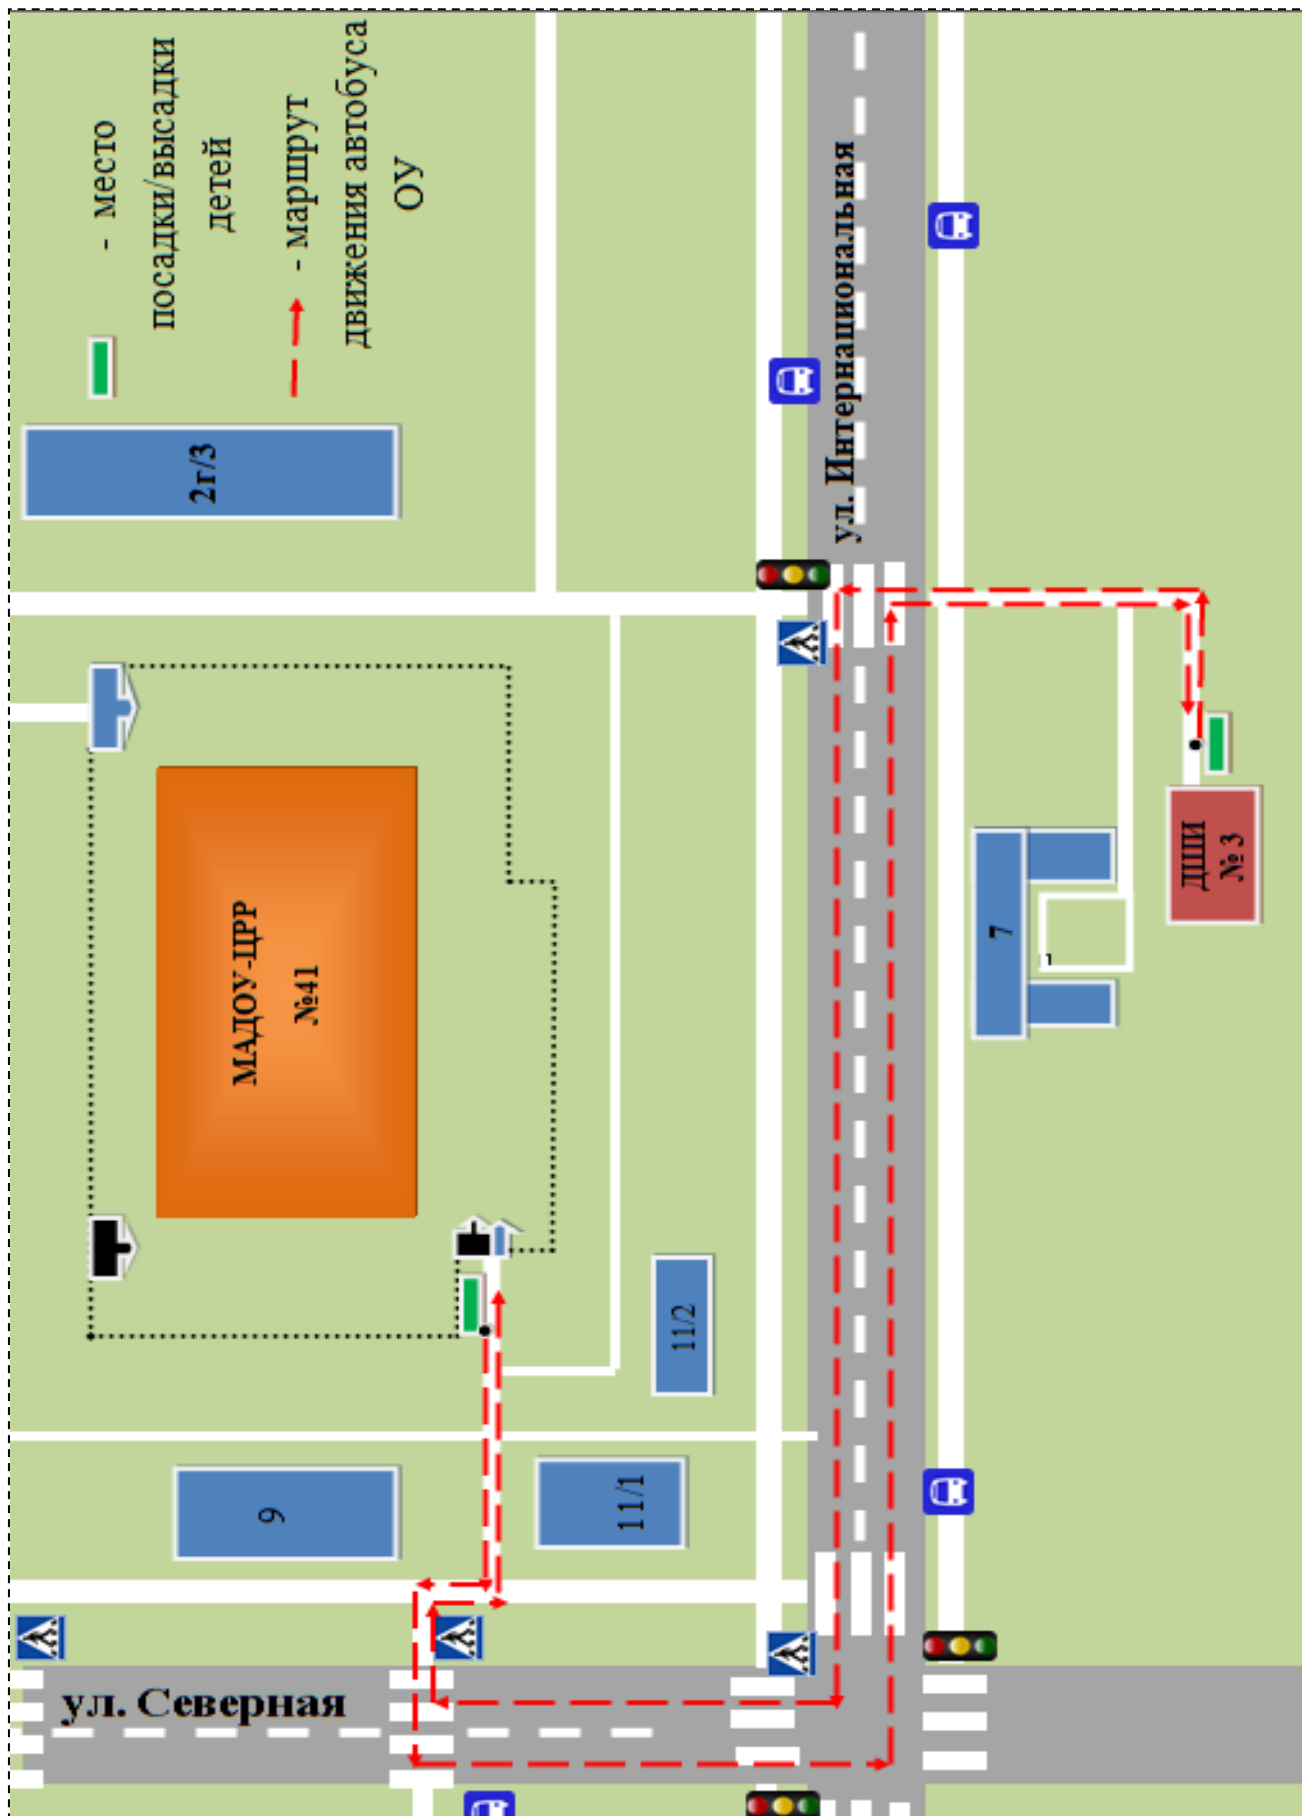 - место
посадки/высадки
детей
- маршрут
движения автобуса
ОУ
2г/3
ул. Интернациональная
МАДОУ-ЦРР
№41
7
1
ДШИ
№ 3
11/2
9
11/1
ул. Северная